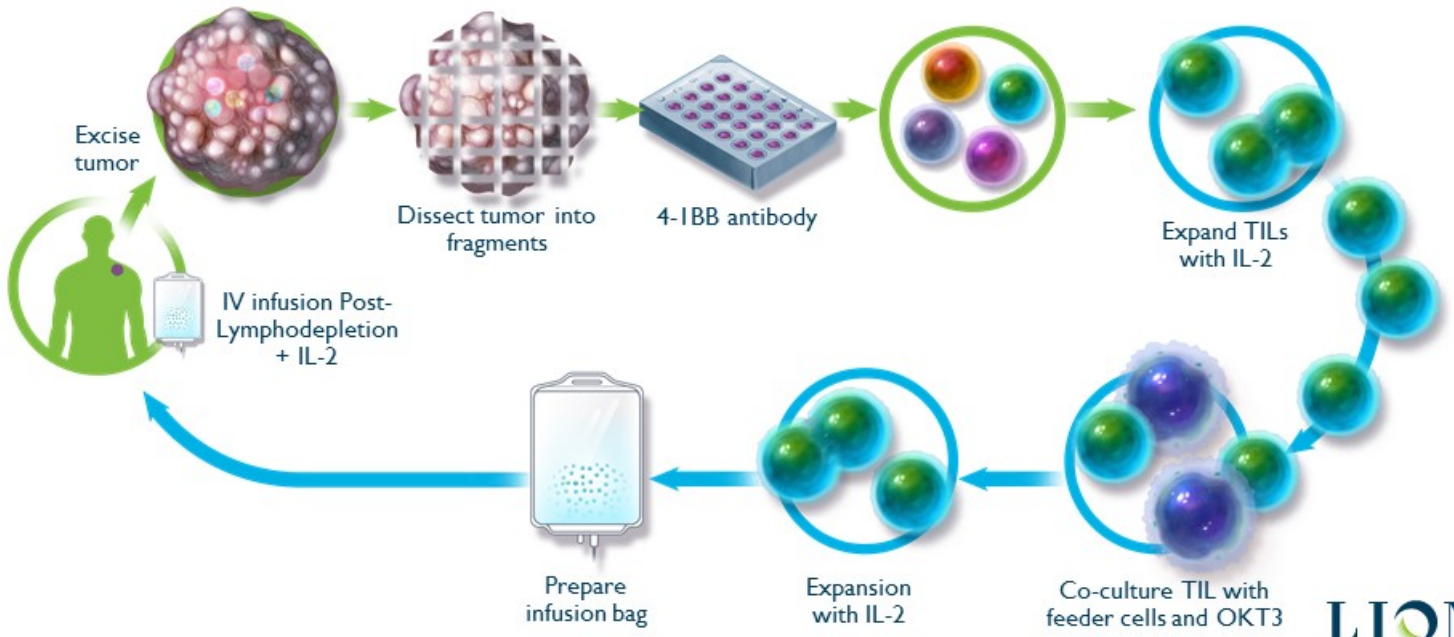 Excise
tumor
Dissect tumor into
fragments
4-1BB antibody
Expand TILs
with IL-2
IV infusion Post-
Lymphodepletion
+ IL-2
Prepare
infusion bag
Expansion
with IL-2
Co-culture TIL with
feeder cells and OKT3